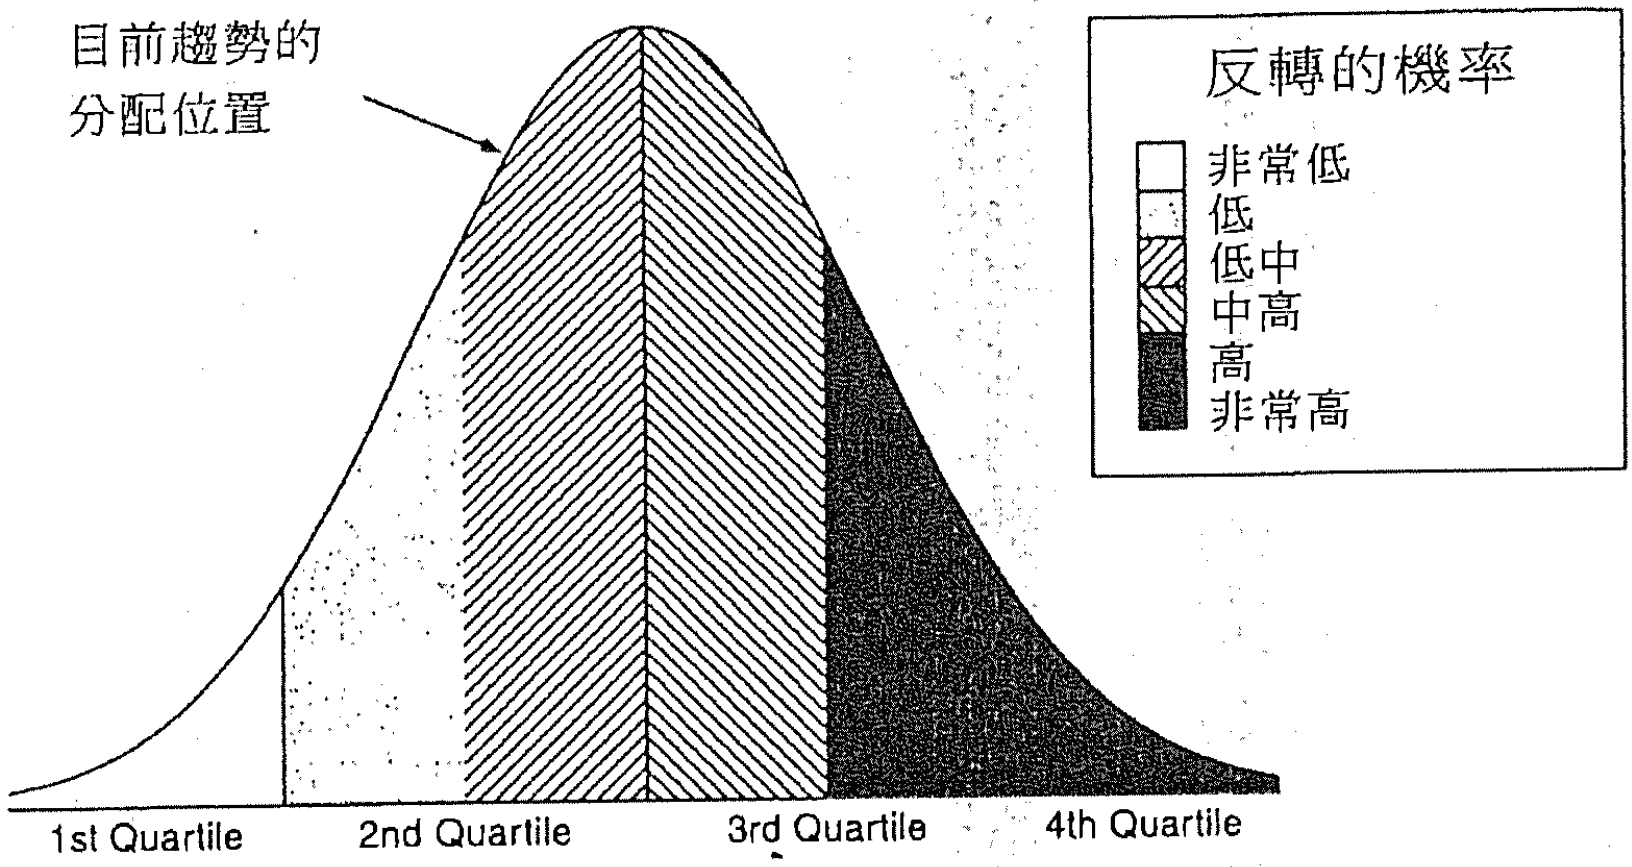 目前趨勢的
分配位置
反轉的機率
非常低
低
低中
中高
高
非常高
1st Quartile
2nd Quartile
3rd Quartile
4th Quartile